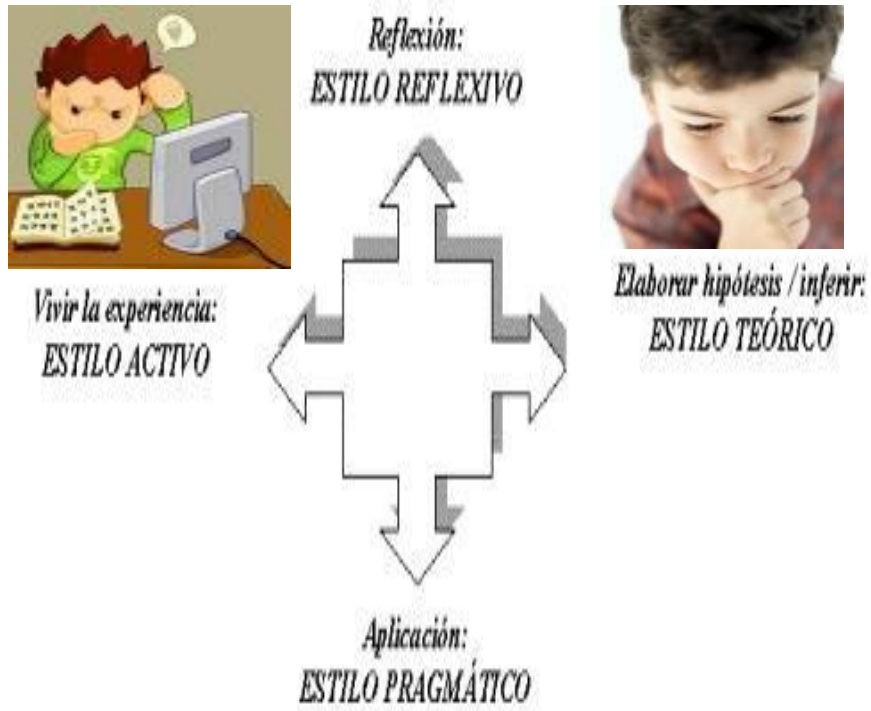 Reflexión:
ESTILO REFLEXIVO
Vivir la experiencia:
ESTILO ACTIVO
Elaborar hipótesis / inferir:
ESTILO TEÓRICO
Aplicación:
ESTILO PRAGMÁTICO